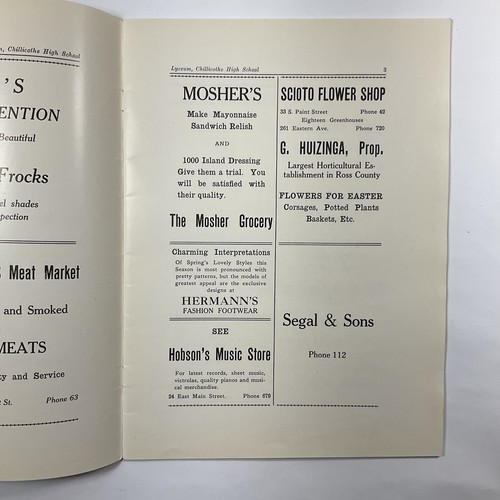 n, Chillicothe High School
'S
ENTION
Beautiful
Frocks
el shades
pection
S Meat Market
and Smoked
MEATS
ty and Service
t St. Phone 63
Lyceum, Chillicothe High School 3
MOSHER'S
Make Mayonnaise
Sandwich Relish
AND
1000 Island Dressing
Give them a trial. You
will be satisfied with
their quality.
The Mosher Grocery
Charming Interpretations
Of Spring's Lovely Styles this
Season is most pronounced with
pretty patterns, but the models of
greatest appeal are the exclusive
designs at
HERMANN'S
FASHION FOOTWEAR
SEE
Hobson's Music Store
For latest records, sheet music,
victrolas, quality pianos and musi-
cal merchandise.
24 East Main Street. Phone 679
SCIOTO FLOWER SHOP
33 S. Paint Street Phone 42
Eighteen Greenhouses
261 Eastern Ave. Phone 720
G. HUIZINGA, Prop.
Largest Horticultural Es-
tablishment in Ross County
FLOWERS FOR EASTER
Corsages, Potted Plants
Baskets, Etc.
Segal & Sons
Phone 112